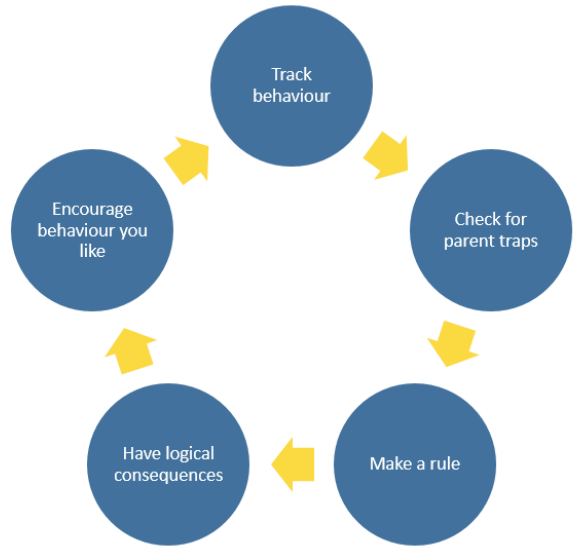 Track
behaviour
Check for
parent traps
Make a rule
Have logical
consequences
Encourage
behaviour you
like